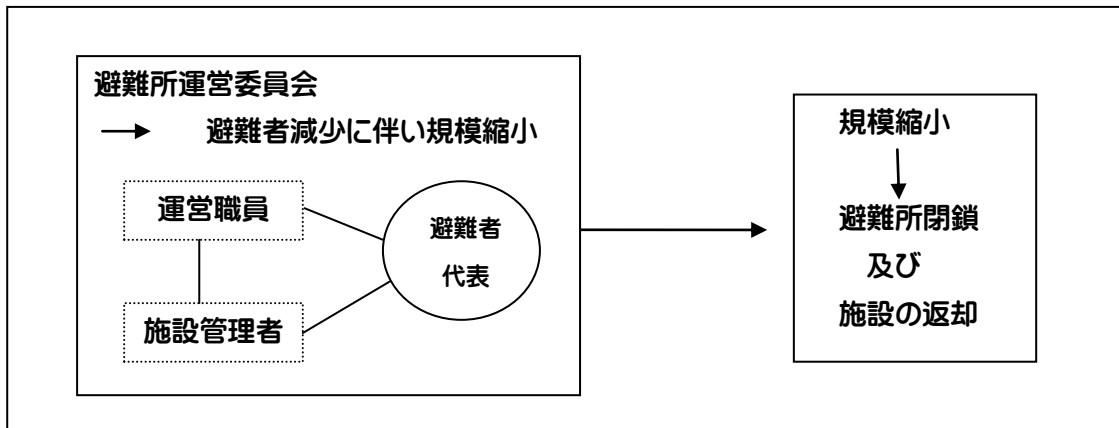 避難所運営委員会
避難者減少に伴い規模縮小
運営職員
避難者
代表
施設管理者
規模縮小
避難所閉鎖
及び
施設の返却